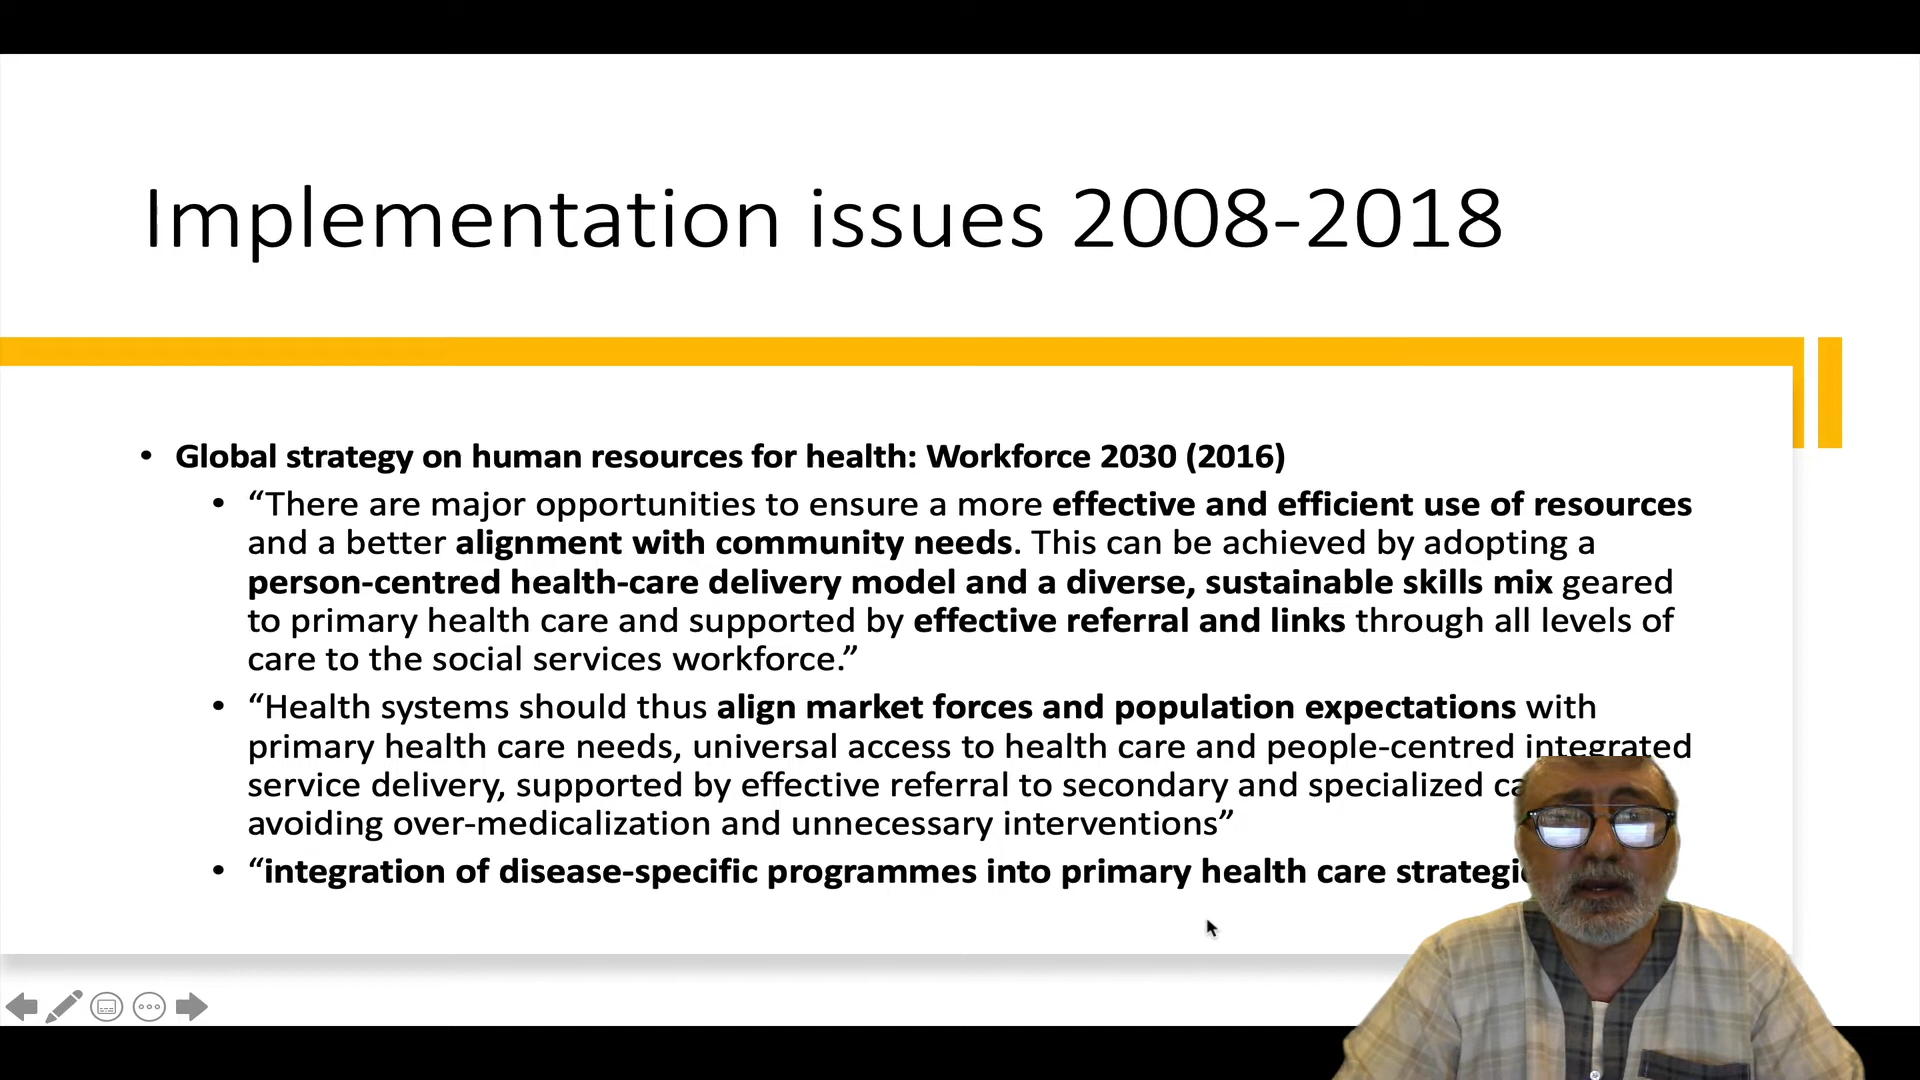 Implementation issues 2008-2018
• Global strategy on human resources for health: Workforce 2030 (2016)
• “There are major opportunities to ensure a more effective and efficient use of resources
and a better alignment with community needs. This can be achieved by adopting a
person-centred health-care delivery model and a diverse, sustainable skills mix geared
to primary health care and supported by effective referral and links through all levels of
care to the social services workforce.”
• “Health systems should thus align market forces and population expectations with
primary health care needs, universal access to health care and people-centred integrated
service delivery, supported by effective referral to secondary and specialized
avoiding over-medicalization and unnecessary interventions”
• “integration of disease-specific programmes into primary health care